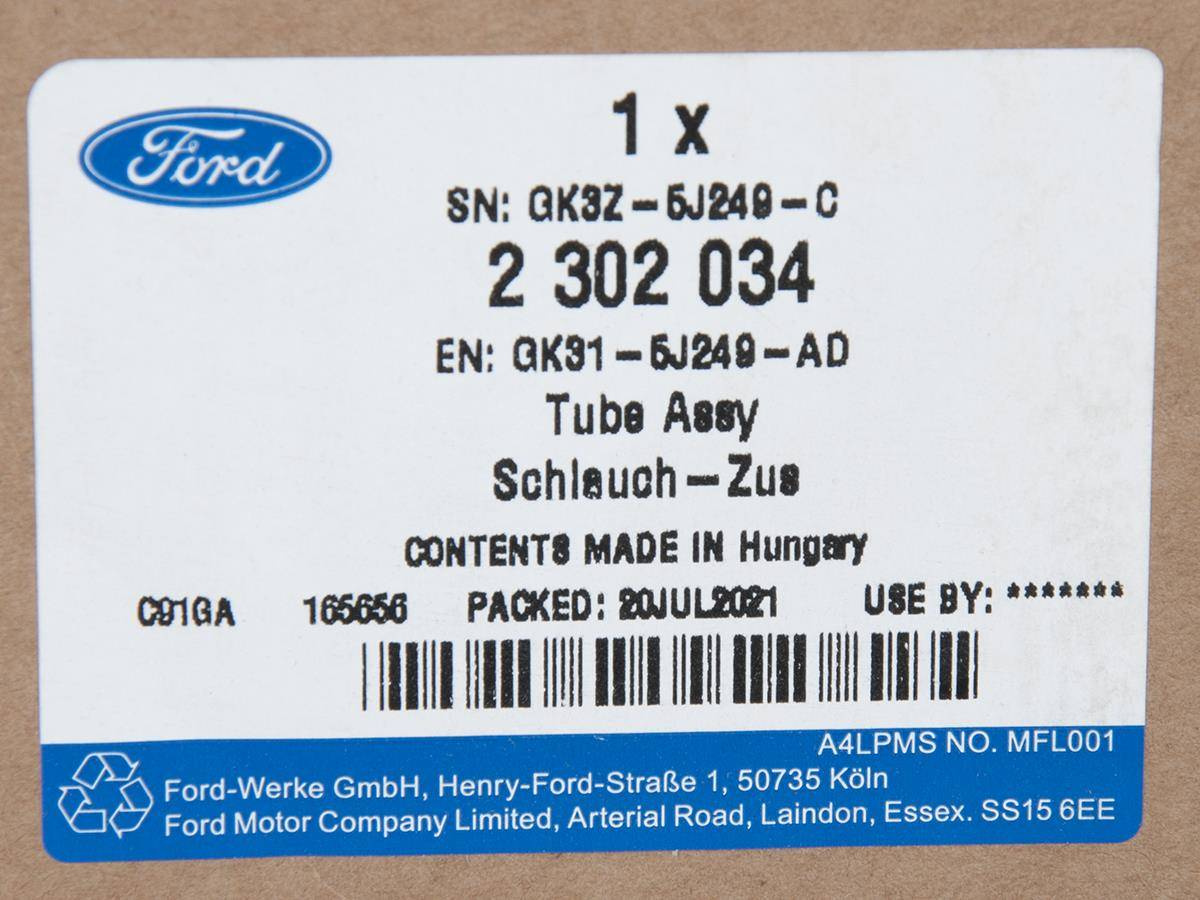 Ford
1 x
SN: GK3Z-5J249-C
2 302 034
EN: GK31-5J249-AD
Tube Assy
Schlauch-Zus
CONTENTS MADE IN Hungary
C91GA 165656 PACKED: 20JUL2021 USE BY: *******
A4LPMS NO. MFL001
Ford-Werke GmbH, Henry-Ford-Straße 1, 50735 Köln
Ford Motor Company Limited, Arterial Road, Laindon, Essex. SS15 6EE